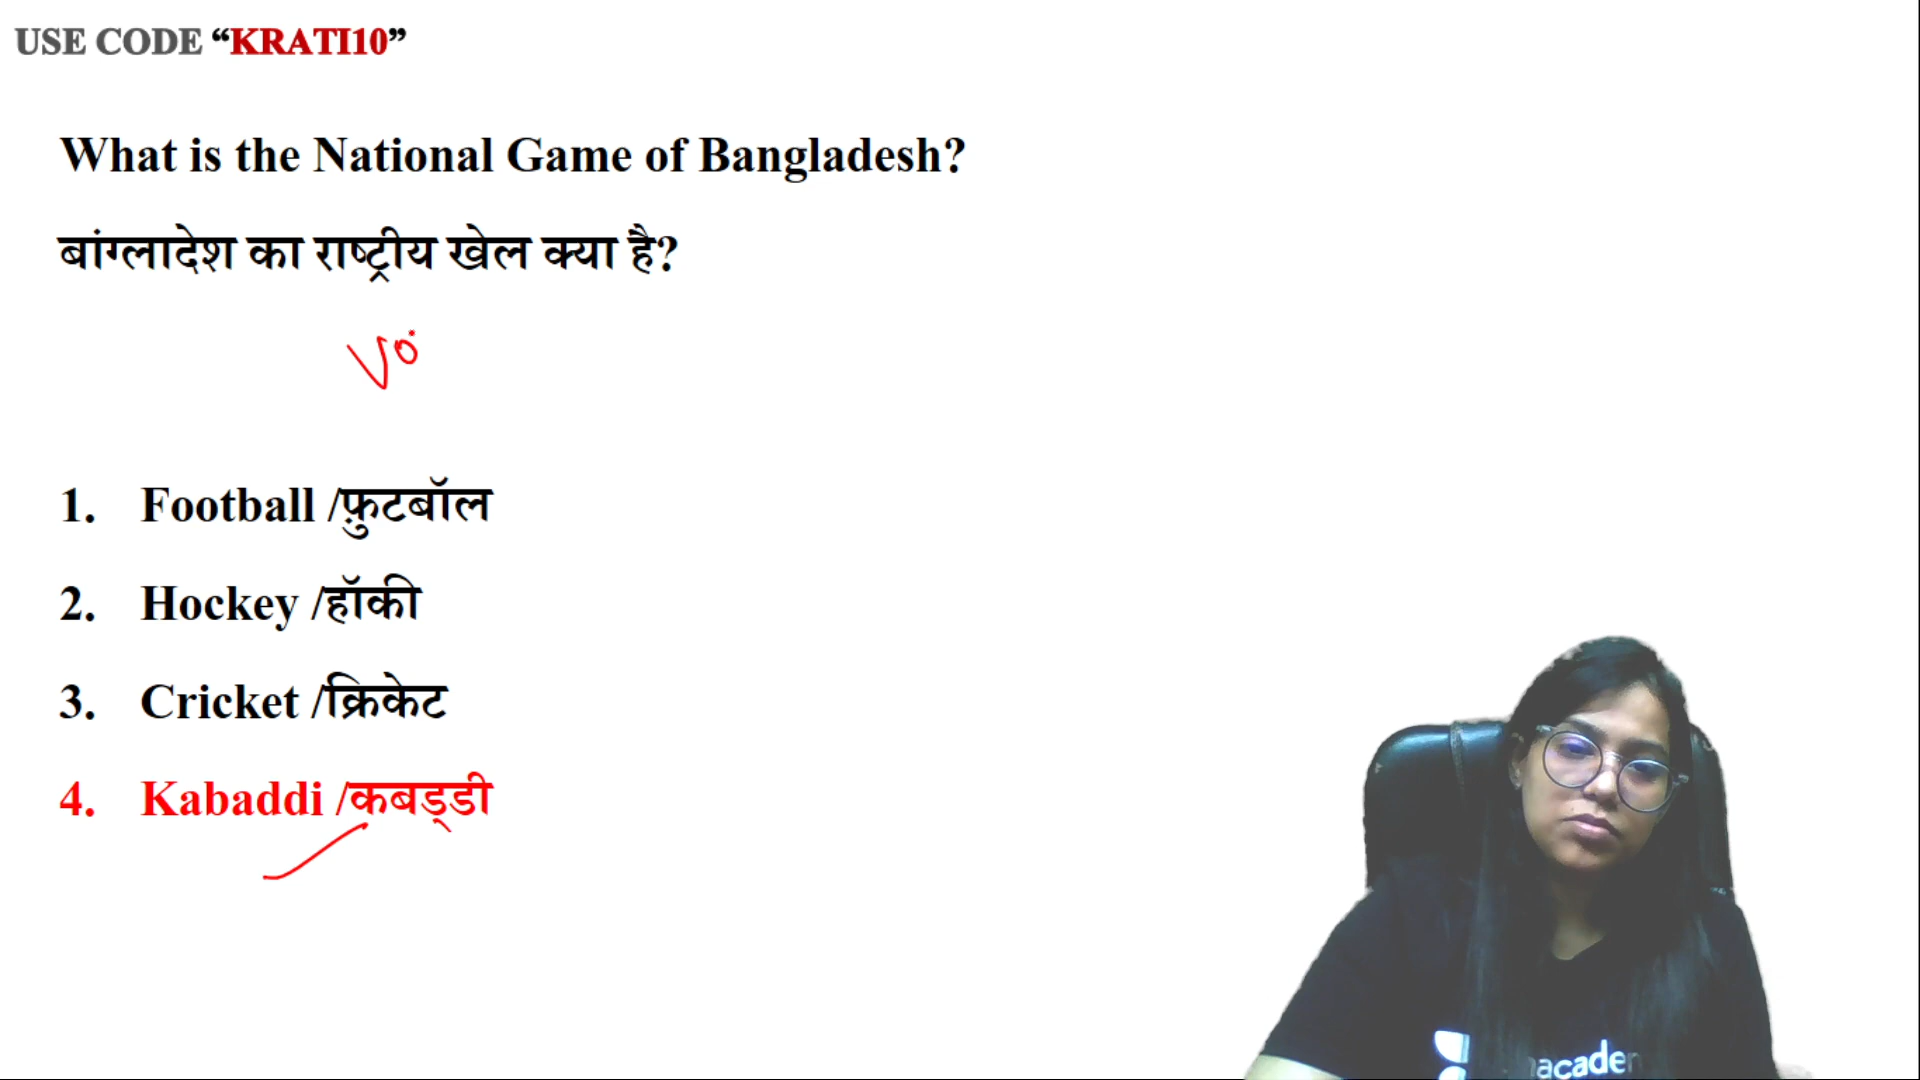 USE CODE “KRATI10”
What is the National Game of Bangladesh?
बांग्लादेश का राष्ट्रीय खेल क्या है?
Vo
1. Football /फ़ुटबॉल
2. Hockey /हॉकी
3. Cricket /क्रिकेट
4. Kabaddi /कबड्डी